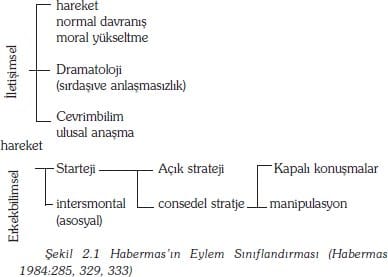 İletişimsel
hareket
normal davranış
moral yükseltme
Dramatoloji
(sırdaşıve anlaşmasızlık)
Cevrimbilim
ulusal anaşma
hareket
Erkekbilimsel
Starteji
Açık strateji
Kapalı konuşmalar
intersmontal
(asosyal)
consedel stratje
manipulasyon
Şekil 2.1 Habermas'ın Eylem Sınıflandırması (Habermas
1984:285, 329, 333)